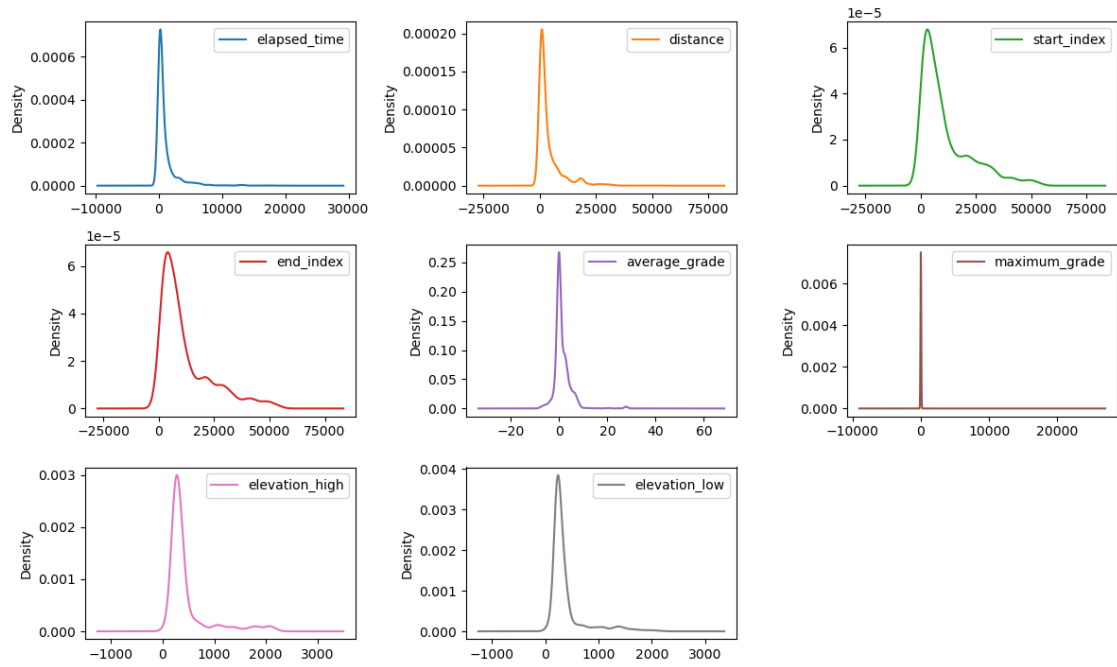 elapsed_time
Density
0.0006
0.0004
0.0002
0.0000
−10000 0 10000 20000 30000
distance
Density
0.00020
0.00015
0.00010
0.00005
0.00000
−25000 0 25000 50000 75000
1e−5
start_index
Density
6
4
2
0
−25000 0 25000 50000 75000
1e−5
end_index
Density
6
4
2
0
−25000 0 25000 50000 75000
average_grade
Density
0.25
0.20
0.15
0.10
0.05
0.00
−20 0 20 40 60
maximum_grade
Density
0.006
0.004
0.002
0.000
−10000 0 10000 20000
elevation_high
Density
0.003
0.002
0.001
0.000
−1000 0 1000 2000 3000
elevation_low
Density
0.004
0.003
0.002
0.001
0.000
−1000 0 1000 2000 3000